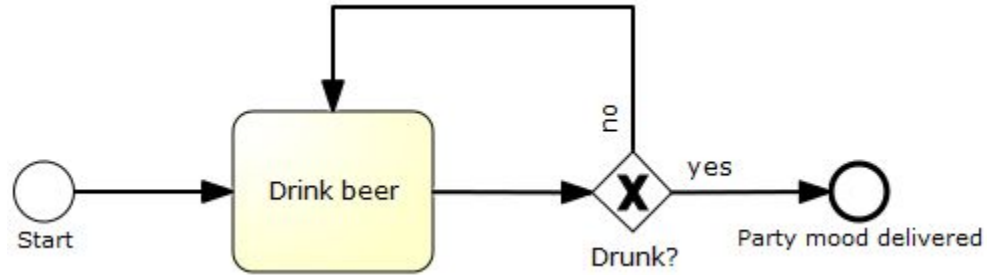 no
yes
Drink beer
Start
Drunk?
Party mood delivered